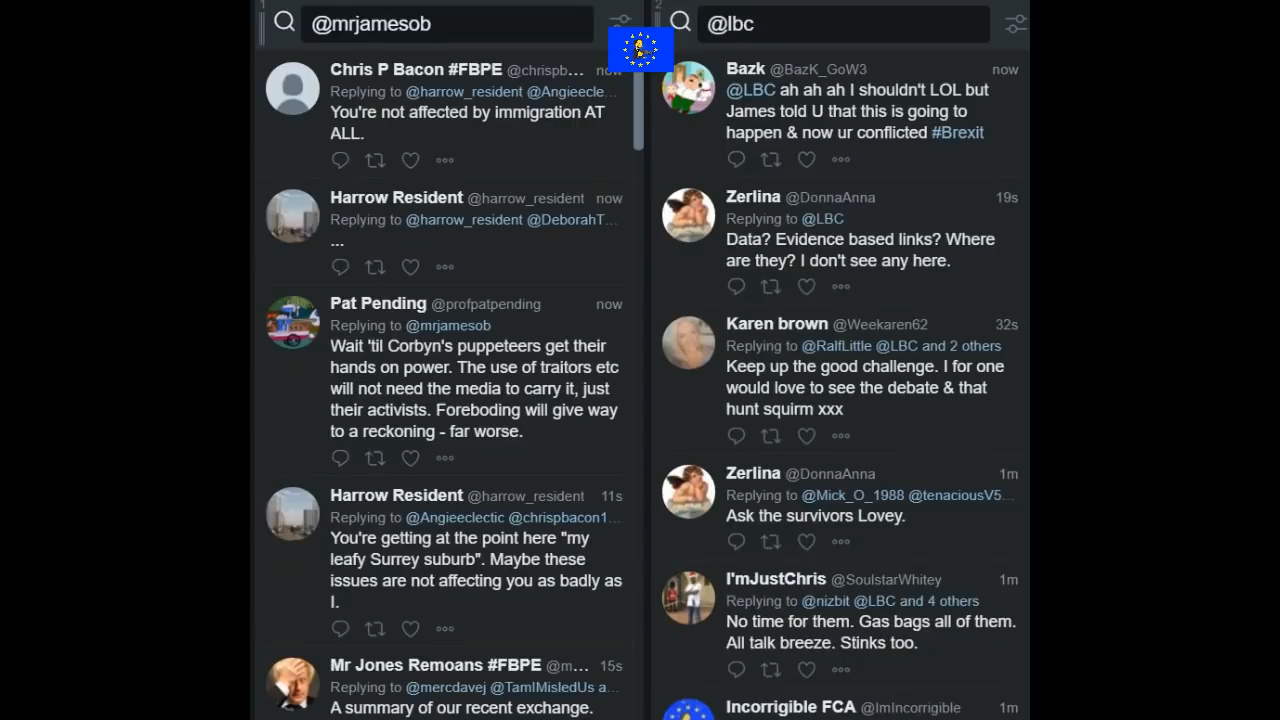 1
@mrjamesob
Chris P Bacon #FBPE @chrispb… now
Replying to @harrow_resident @Angieecle…
You're not affected by immigration AT
ALL.
Harrow Resident @harrow_resident now
Replying to @harrow_resident @DeborahT…
...
Pat Pending @profpatpending now
Replying to @mrjamesob
Wait 'til Corbyn's puppeteers get their
hands on power. The use of traitors etc
will not need the media to carry it, just
their activists. Foreboding will give way
to a reckoning - far worse.
Harrow Resident @harrow_resident 11s
Replying to @Angieeclectic @chrispbacon1…
You're getting at the point here "my
leafy Surrey suburb". Maybe these
issues are not affecting you as badly as
I.
Mr Jones Remoans #FBPE @m… 15s
Replying to @mercdavej @TamIMisledUs a…
A summary of our recent exchange.
2
@lbc
Bazk @BazK_GoW3 now
@LBC ah ah ah I shouldn't LOL but
James told U that this is going to
happen & now ur conflicted #Brexit
Zerlina @DonnaAnna 19s
Replying to @LBC
Data? Evidence based links? Where
are they? I don't see any here.
Karen brown @Weekaren62 32s
Replying to @RalfLittle @LBC and 2 others
Keep up the good challenge. I for one
would love to see the debate & that
hunt squirm xxx
Zerlina @DonnaAnna 1m
Replying to @Mick_O_1988 @tenaciousV5…
Ask the survivors Lovey.
I'mJustChris @SoulstarWhitey 1m
Replying to @nizbit @LBC and 4 others
No time for them. Gas bags all of them.
All talk breeze. Stinks too.
Incorrigible FCA @ImIncorrigible 1m